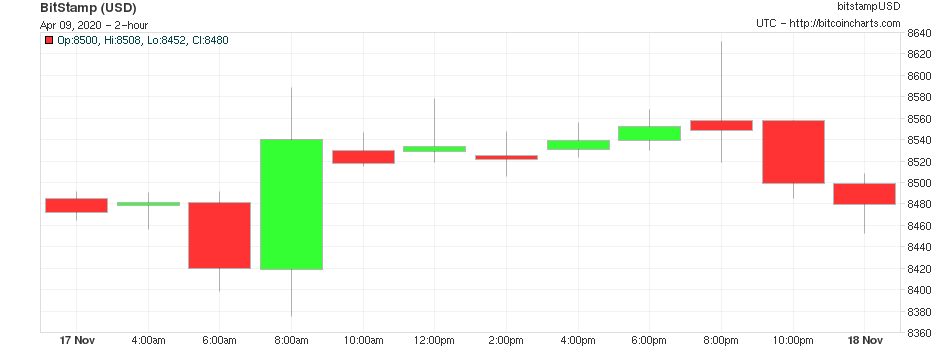 BitStamp (USD)
bitstampUSD
Apr 09, 2020 - 2-hour
UTC - http://bitcoincharts.com
Op:8500, Hi:8508, Lo:8452, Cl:8480
8640
8620
8600
8580
8560
8540
8520
8500
8480
8460
8440
8420
8400
8380
8360
17 Nov 4:00am 6:00am 8:00am 10:00am 12:00pm 2:00pm 4:00pm 6:00pm 8:00pm 10:00pm 18 Nov